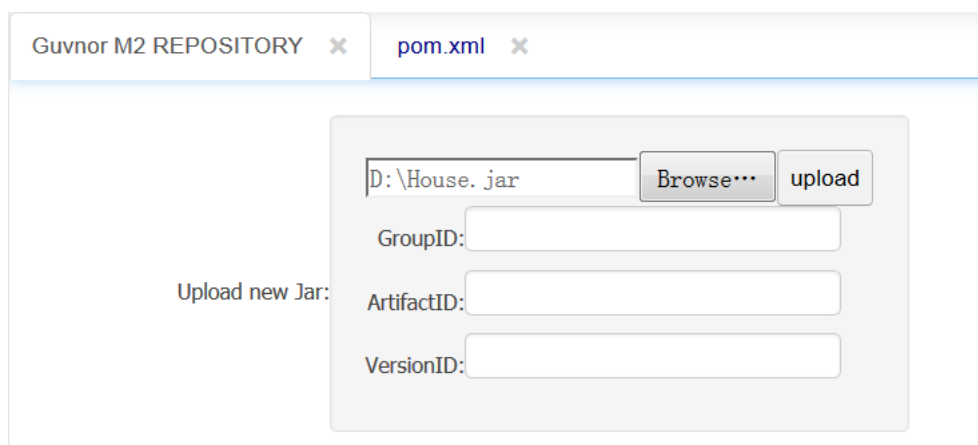 Guvnor M2 REPOSITORY × pom.xml ×
D:\House.jar Browse… upload
GroupID:
Upload new Jar:
ArtifactID:
VersionID: